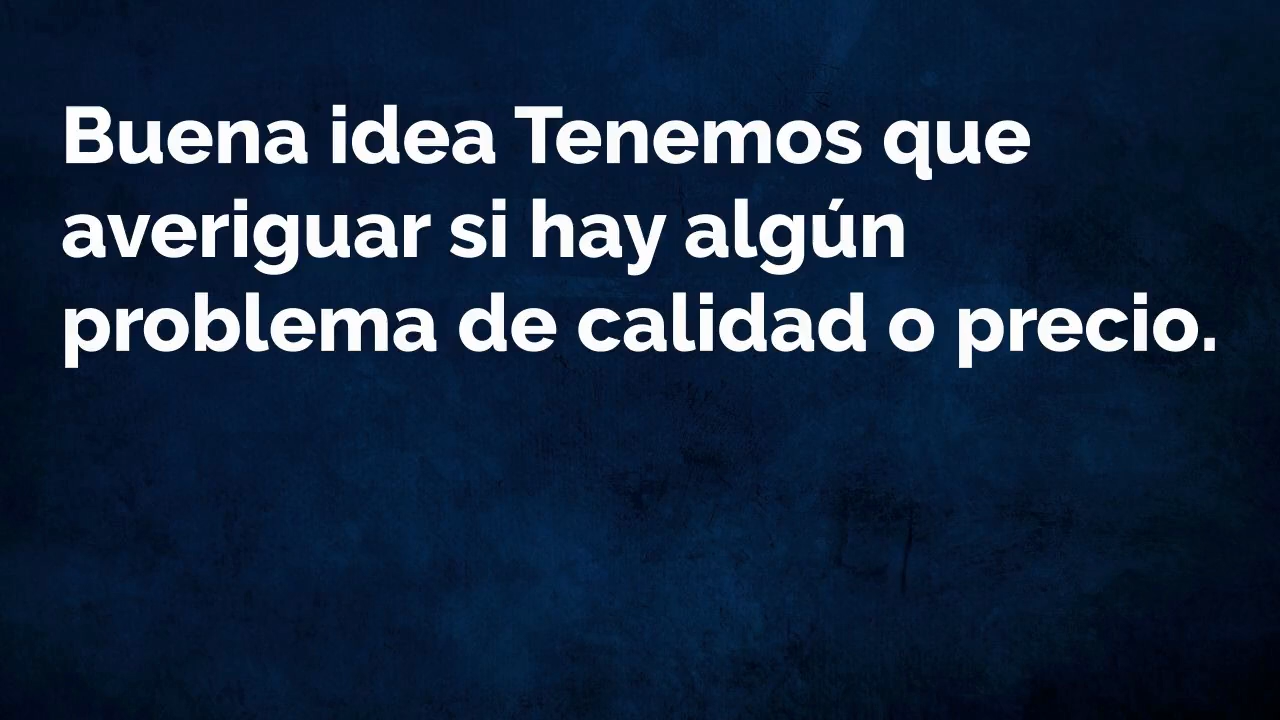 Buena idea Tenemos que
averiguar si hay algún
problema de calidad o precio.